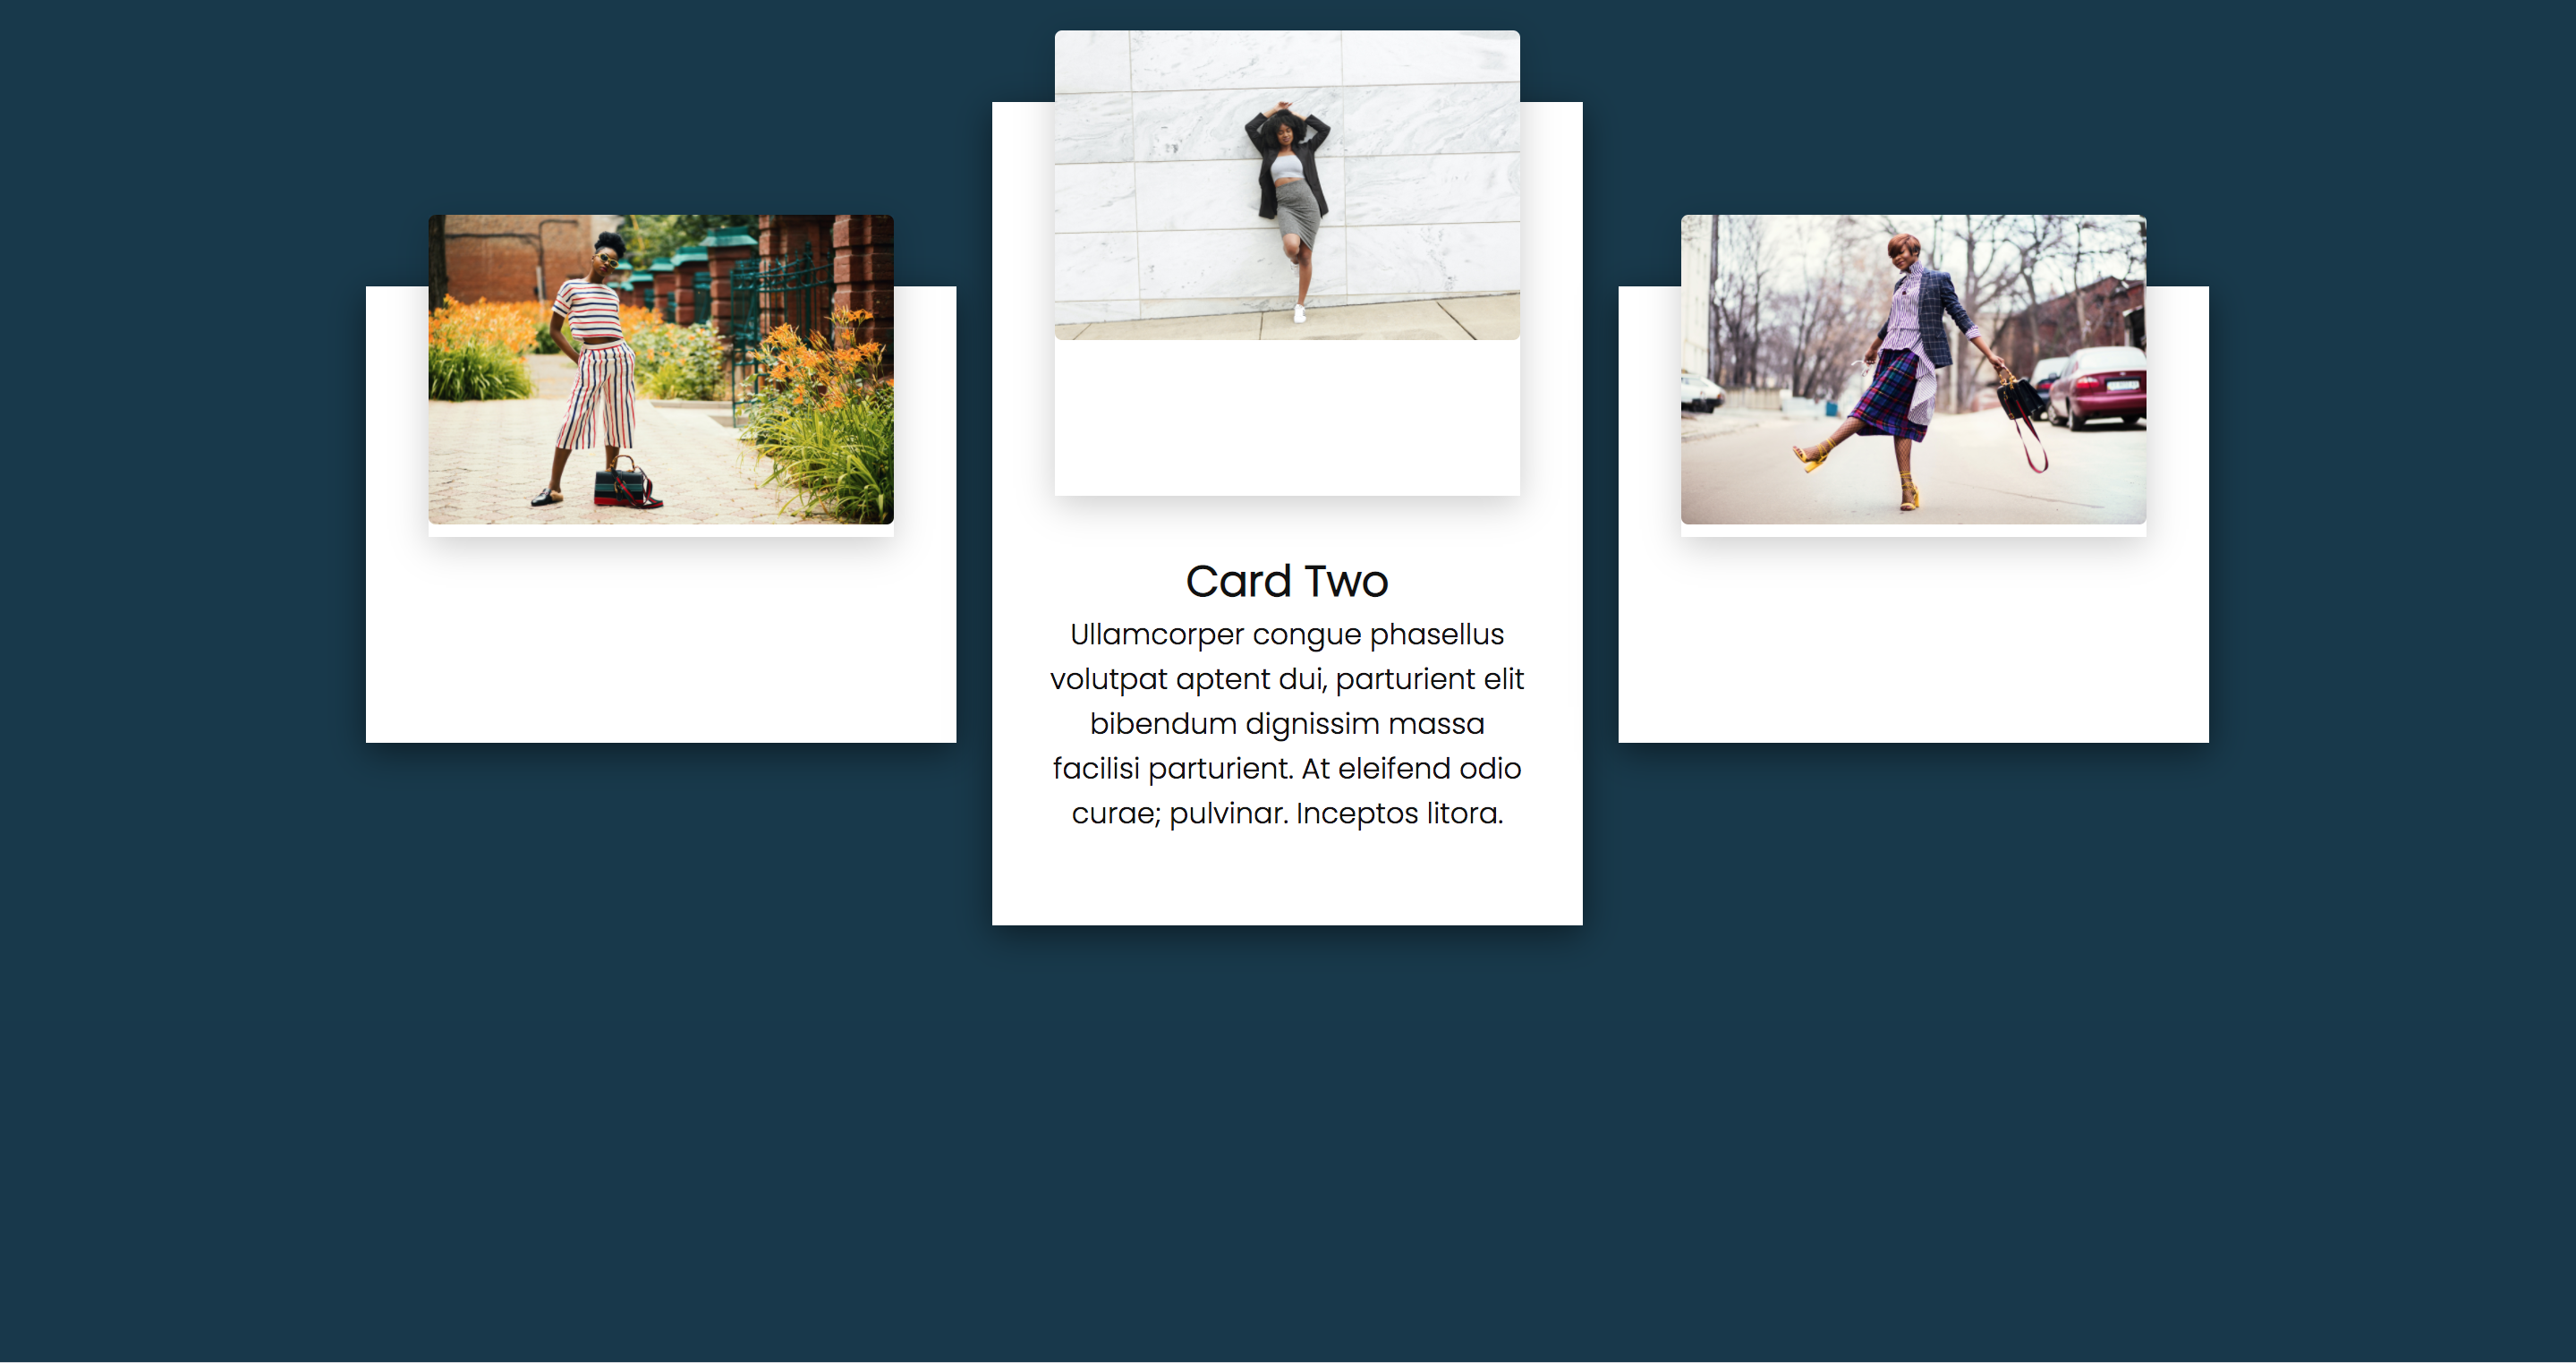 Card Two
Ullamcorper congue phasellus
volutpat aptent dui, parturient elit
bibendum dignissim massa
facilisi parturient. At eleifend odio
curae; pulvinar. Inceptos litora.